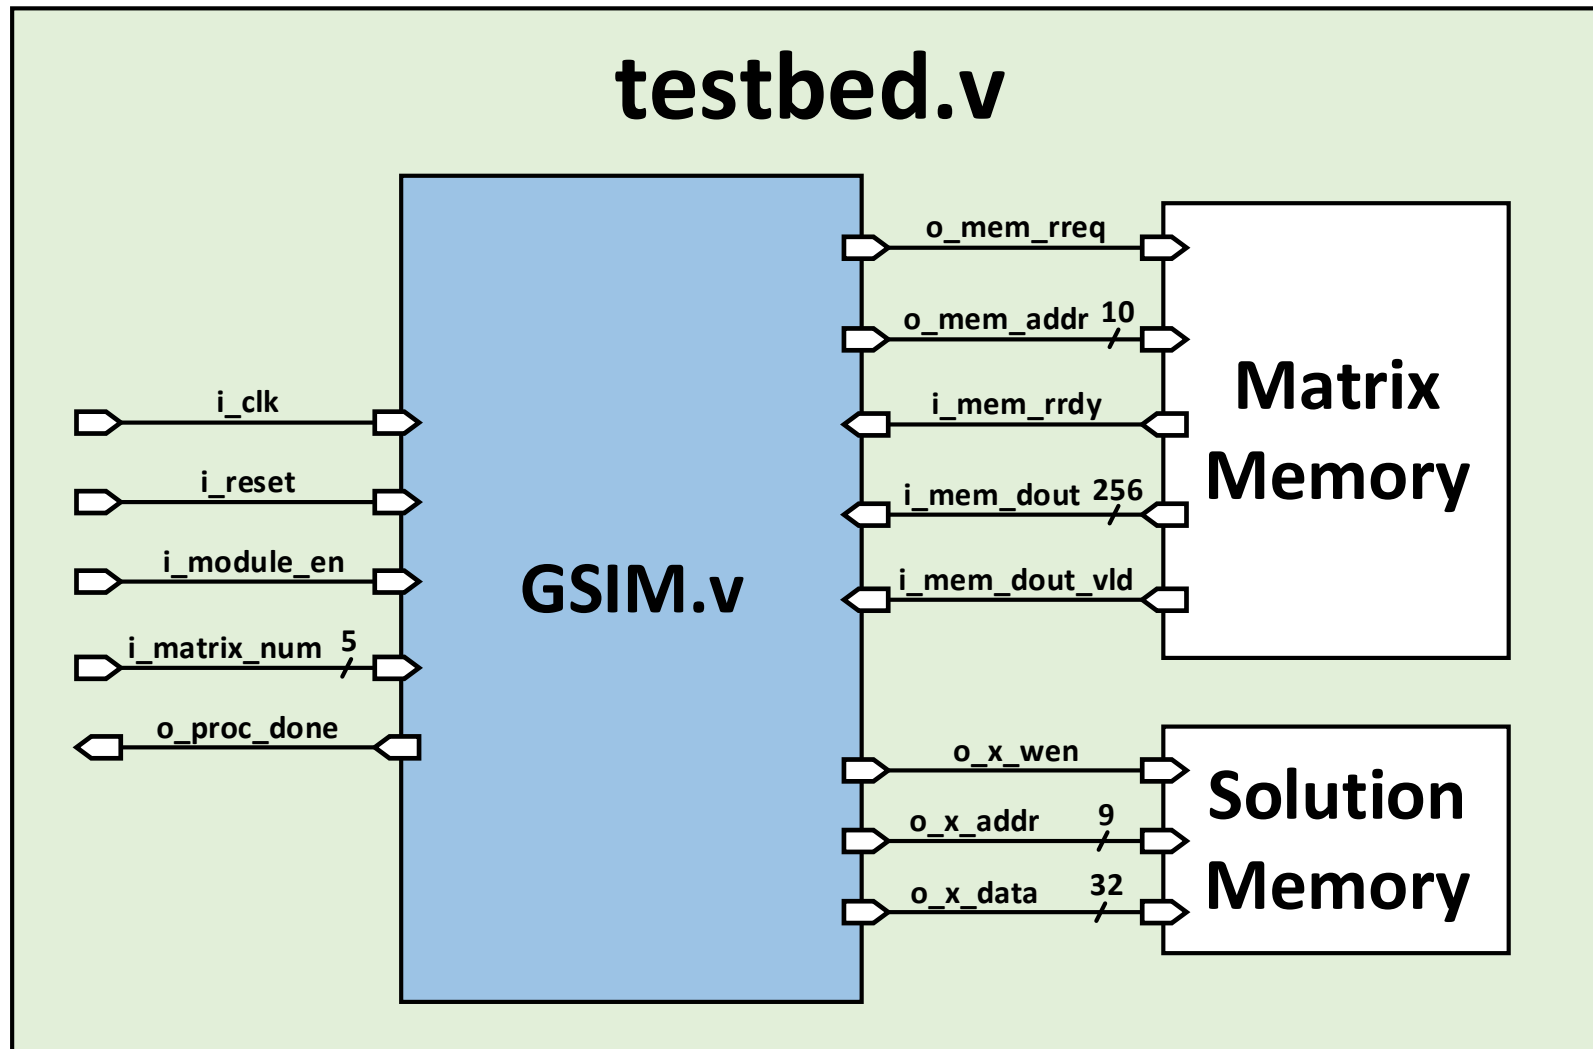 testbed.v
i_clk
i_reset
i_module_en
i_matrix_num 5
o_proc_done
GSIM.v
o_mem_rreq
o_mem_addr 10
i_mem_rrdy
i_mem_dout 256
i_mem_dout_vld
Matrix
Memory
o_x_wen
o_x_addr 9
o_x_data 32
Solution
Memory